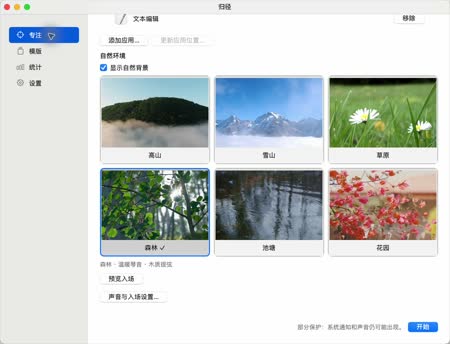 归径
专注
模版
统计
设置
文本编辑
移除
添加应用...
更新应用位置...
自然环境
显示自然背景
高山
雪山
草原
森林 ✓
池塘
花园
森林 · 温暖琴音 · 木质拨弦
预览入场
声音与入场设置...
部分保护：系统通知和声音仍可能出现。
开始